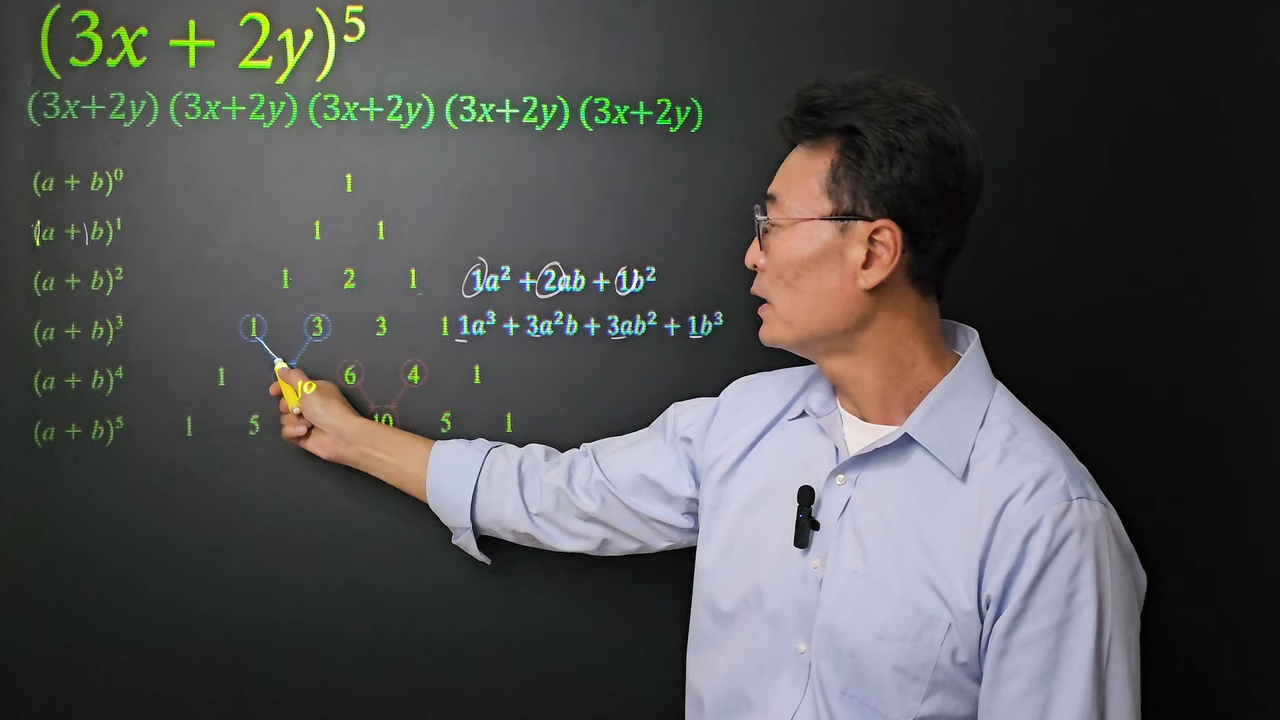 (3x + 2y)⁵
(3x+2y) (3x+2y) (3x+2y) (3x+2y) (3x+2y)
(a + b)⁰ 1
(a + b)¹ 1 1
(a + b)² 1 2 1 1a² + 2ab + 1b²
(a + b)³ 1 3 3 1 1a³ + 3a²b + 3ab² + 1b³
(a + b)⁴ 1 6 4 1
(a + b)⁵ 1 5 10 5 1